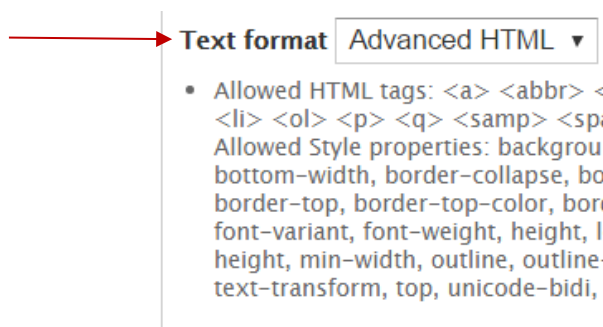 Text format Advanced HTML ▼
• Allowed HTML tags: <a> <abbr> <
<li> <ol> <p> <q> <samp> <spa
Allowed Style properties: backgrou
bottom-width, border-collapse, bo
border-top, border-top-color, bord
font-variant, font-weight, height, l
height, min-width, outline, outline-
text-transform, top, unicode-bidi,